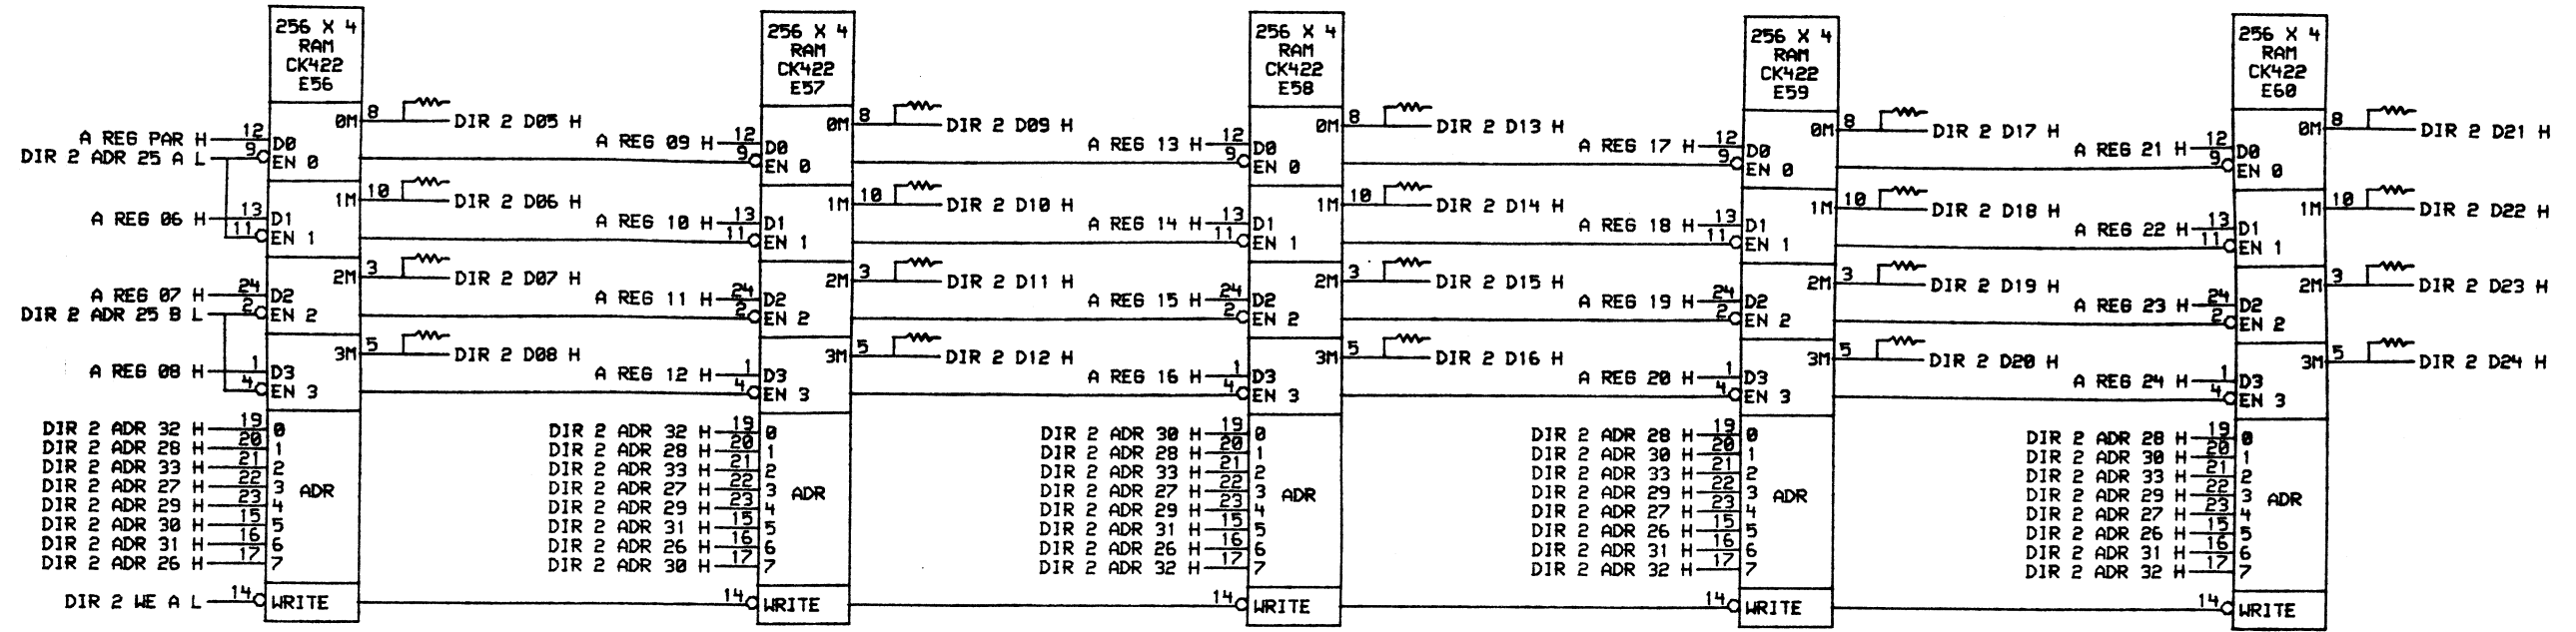 256 X 4
RAM
CK422
E56
A REG PAR H 12 D0
DIR 2 ADR 25 A L 9 EN 0
0M 8 DIR 2 D05 H
A REG 06 H 13 D1
11 EN 1
1M 10 DIR 2 D06 H
A REG 07 H 24 D2
DIR 2 ADR 25 B L 2 EN 2
2M 3 DIR 2 D07 H
A REG 08 H 1 D3
4 EN 3
3M 5 DIR 2 D08 H
DIR 2 ADR 32 H 19 0
DIR 2 ADR 28 H 20 1
DIR 2 ADR 33 H 21 2
DIR 2 ADR 27 H 22 3
DIR 2 ADR 29 H 23 4
DIR 2 ADR 30 H 15 5
DIR 2 ADR 31 H 16 6
DIR 2 ADR 26 H 17 7
ADR
DIR 2 WE A L 14 WRITE
256 X 4
RAM
CK422
E57
A REG 09 H 12 D0
9 EN 0
0M 8 DIR 2 D09 H
A REG 10 H 13 D1
11 EN 1
1M 10 DIR 2 D10 H
A REG 11 H 24 D2
2 EN 2
2M 3 DIR 2 D11 H
A REG 12 H 1 D3
4 EN 3
3M 5 DIR 2 D12 H
DIR 2 ADR 32 H 19 0
DIR 2 ADR 28 H 20 1
DIR 2 ADR 33 H 21 2
DIR 2 ADR 27 H 22 3
DIR 2 ADR 29 H 23 4
DIR 2 ADR 31 H 15 5
DIR 2 ADR 26 H 16 6
DIR 2 ADR 30 H 17 7
ADR
14 WRITE
256 X 4
RAM
CK422
E58
A REG 13 H 12 D0
9 EN 0
0M 8 DIR 2 D13 H
A REG 14 H 13 D1
11 EN 1
1M 10 DIR 2 D14 H
A REG 15 H 24 D2
2 EN 2
2M 3 DIR 2 D15 H
A REG 16 H 1 D3
4 EN 3
3M 5 DIR 2 D16 H
DIR 2 ADR 30 H 19 0
DIR 2 ADR 28 H 20 1
DIR 2 ADR 33 H 21 2
DIR 2 ADR 27 H 22 3
DIR 2 ADR 29 H 23 4
DIR 2 ADR 31 H 15 5
DIR 2 ADR 26 H 16 6
DIR 2 ADR 32 H 17 7
ADR
14 WRITE
256 X 4
RAM
CK422
E59
A REG 17 H 12 D0
9 EN 0
0M 8 DIR 2 D17 H
A REG 18 H 13 D1
11 EN 1
1M 10 DIR 2 D18 H
A REG 19 H 24 D2
2 EN 2
2M 3 DIR 2 D19 H
A REG 20 H 1 D3
4 EN 3
3M 5 DIR 2 D20 H
DIR 2 ADR 28 H 19 0
DIR 2 ADR 30 H 20 1
DIR 2 ADR 33 H 21 2
DIR 2 ADR 29 H 22 3
DIR 2 ADR 27 H 23 4
DIR 2 ADR 26 H 15 5
DIR 2 ADR 31 H 16 6
DIR 2 ADR 32 H 17 7
ADR
14 WRITE
256 X 4
RAM
CK422
E60
A REG 21 H 12 D0
9 EN 0
0M 8 DIR 2 D21 H
A REG 22 H 13 D1
11 EN 1
1M 10 DIR 2 D22 H
A REG 23 H 24 D2
2 EN 2
2M 3 DIR 2 D23 H
A REG 24 H 1 D3
4 EN 3
3M 5 DIR 2 D24 H
DIR 2 ADR 28 H 19 0
DIR 2 ADR 30 H 20 1
DIR 2 ADR 33 H 21 2
DIR 2 ADR 29 H 22 3
DIR 2 ADR 27 H 23 4
DIR 2 ADR 26 H 15 5
DIR 2 ADR 31 H 16 6
DIR 2 ADR 32 H 17 7
ADR
14 WRITE